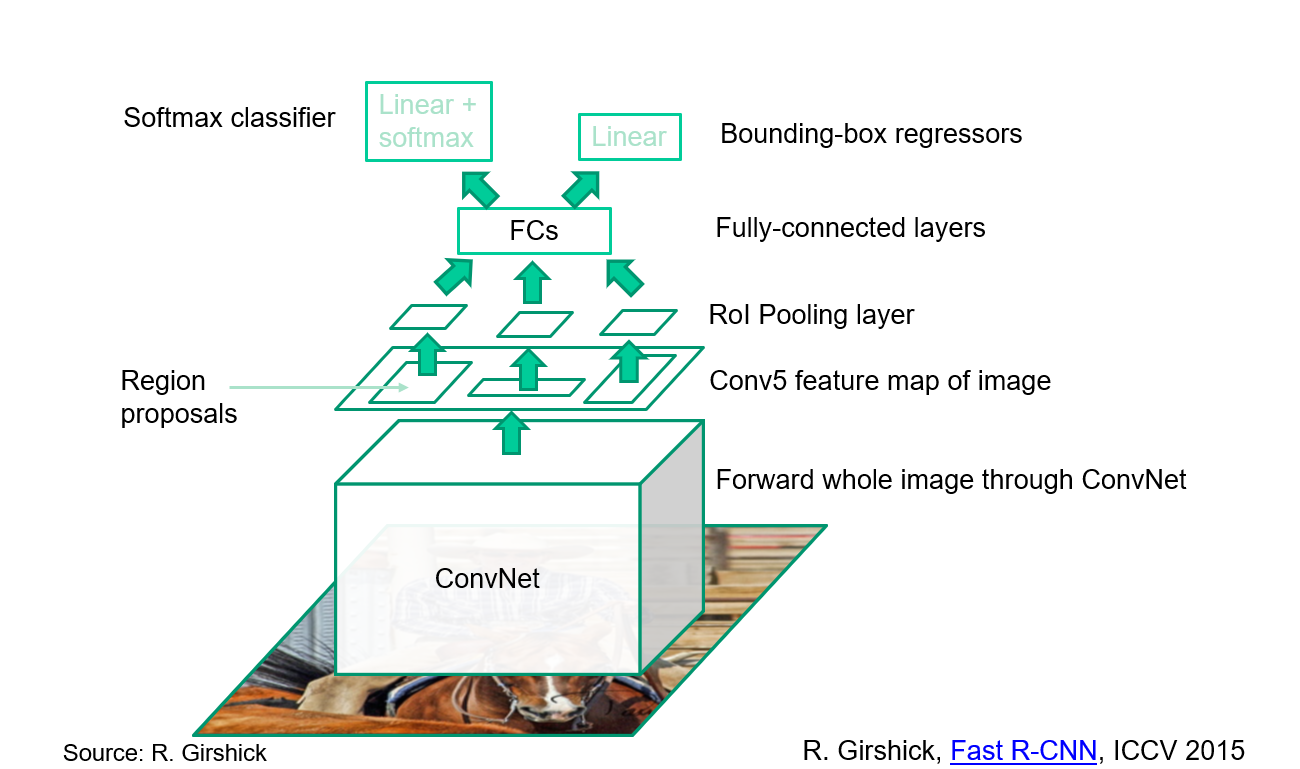 Softmax classifier
Linear +
softmax
Linear
Bounding-box regressors
FCs
Fully-connected layers
RoI Pooling layer
Region
proposals
Conv5 feature map of image
Forward whole image through ConvNet
ConvNet
Source: R. Girshick
R. Girshick, Fast R-CNN, ICCV 2015